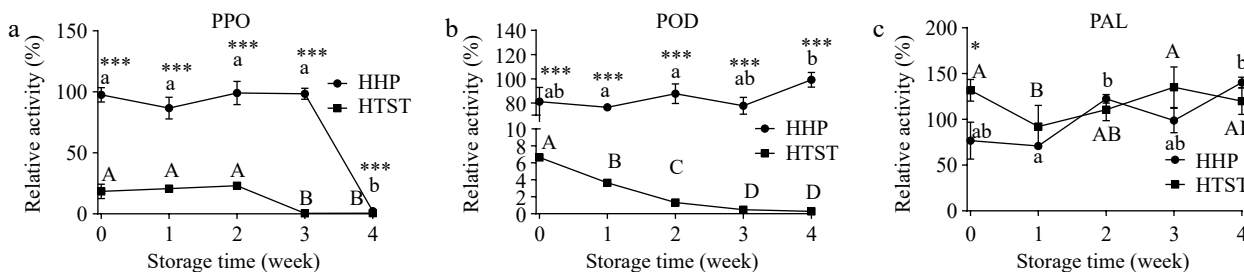 a
PPO
Relative activity (%)
150
100
50
0
***
a
***
a
***
a
***
a
***
b
A
A
A
B
B
HHP
HTST
0 1 2 3 4
Storage time (week)
b
POD
Relative activity (%)
140
120
100
80
60
8
6
4
2
0
***
ab
***
a
***
a
***
ab
***
b
A
B
C
D
D
HHP
HTST
0 1 2 3 4
Storage time (week)
c
PAL
Relative activity (%)
200
150
100
50
0
*
A
B
b
A
b
ab
a
AB
ab
HHP
HTST
0 1 2 3 4
Storage time (week)